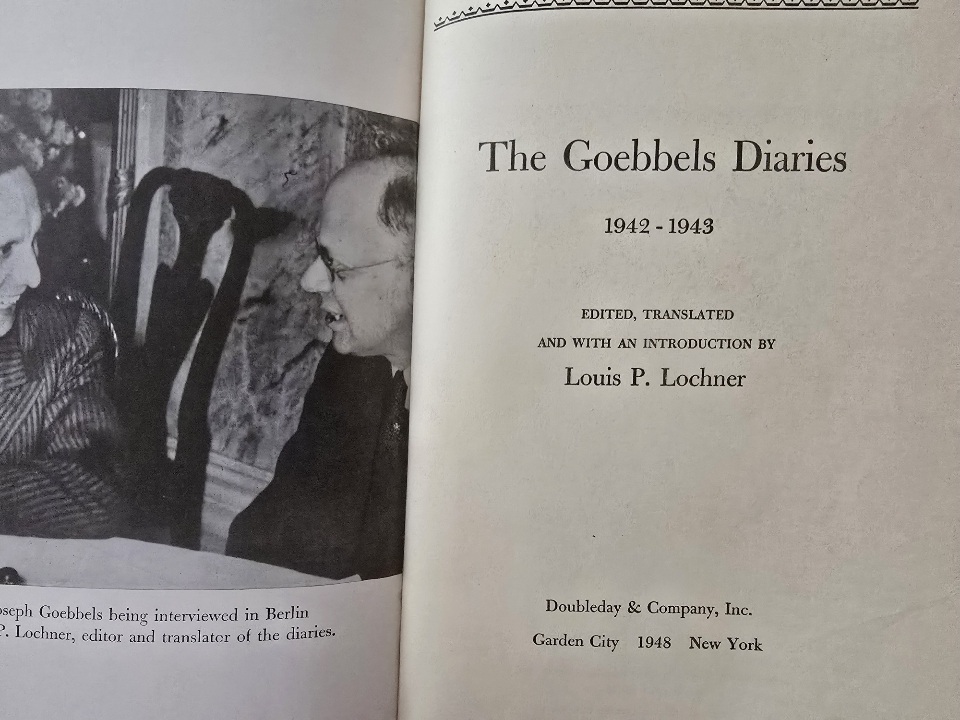 oseph Goebbels being interviewed in Berlin
P. Lochner, editor and translator of the diaries.
The Goebbels Diaries
1942 - 1943
EDITED, TRANSLATED
AND WITH AN INTRODUCTION BY
Louis P. Lochner
Doubleday & Company, Inc.
Garden City 1948 New York